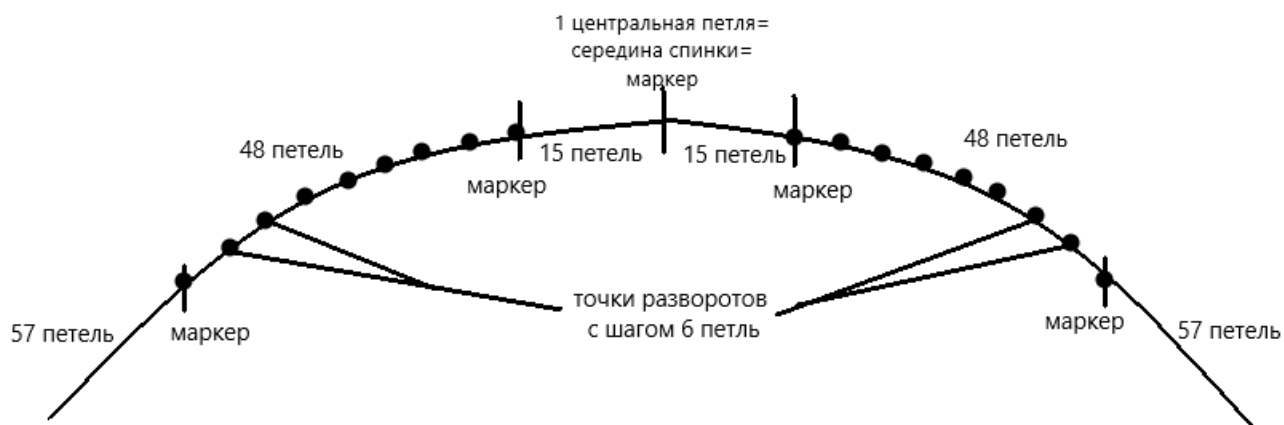 1 центральная петля=
середина спинки=
маркер
48 петель
15 петель
15 петель
48 петель
маркер
маркер
точки разворотов
с шагом 6 петль
57 петель
маркер
маркер
57 петель